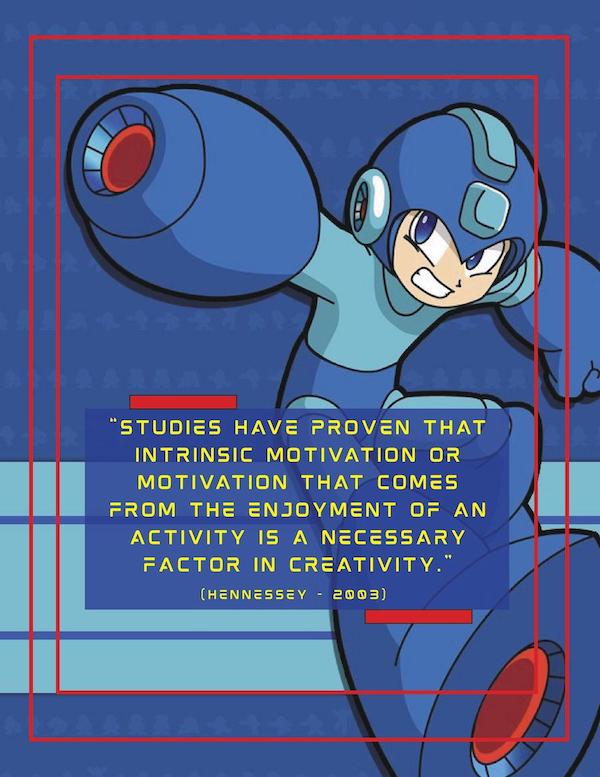 "STUDIES HAVE PROVEN THAT
INTRINSIC MOTIVATION OR
MOTIVATION THAT COMES
FROM THE ENJOYMENT OF AN
ACTIVITY IS A NECESSARY
FACTOR IN CREATIVITY."
(HENNESSEY - 2003)